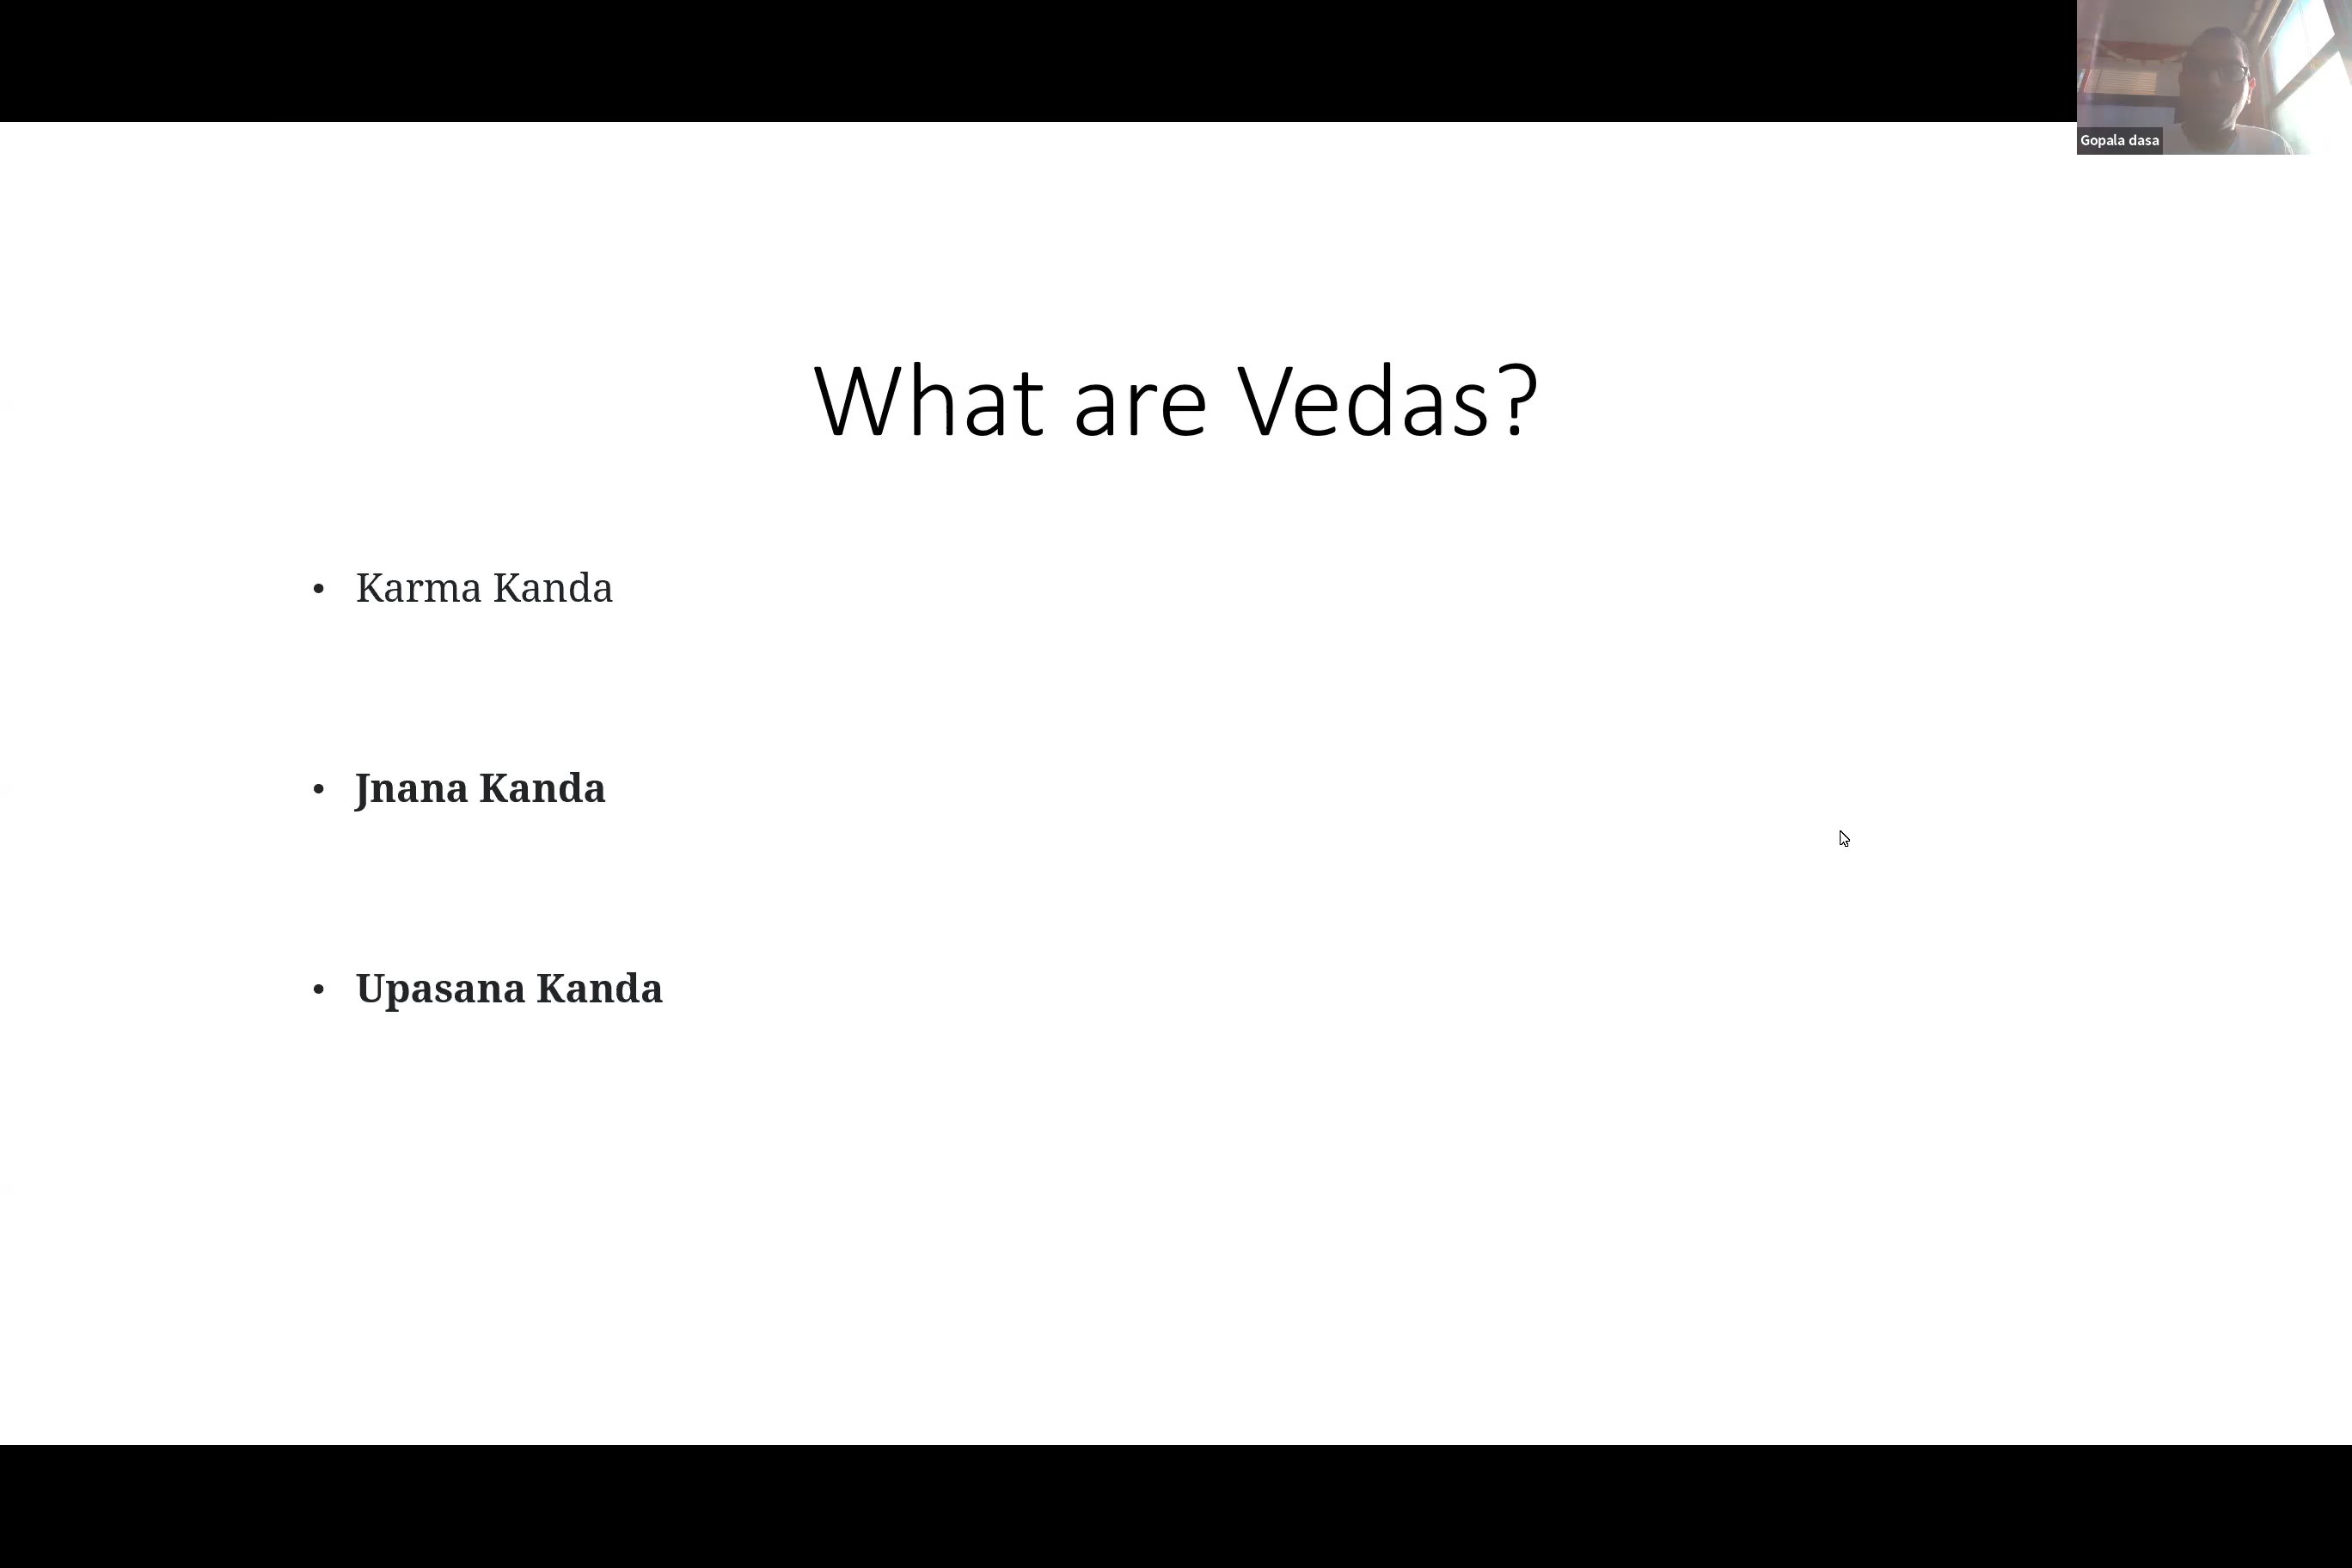 Gopala dasa
What are Vedas?
• Karma Kanda
• Jnana Kanda
• Upasana Kanda